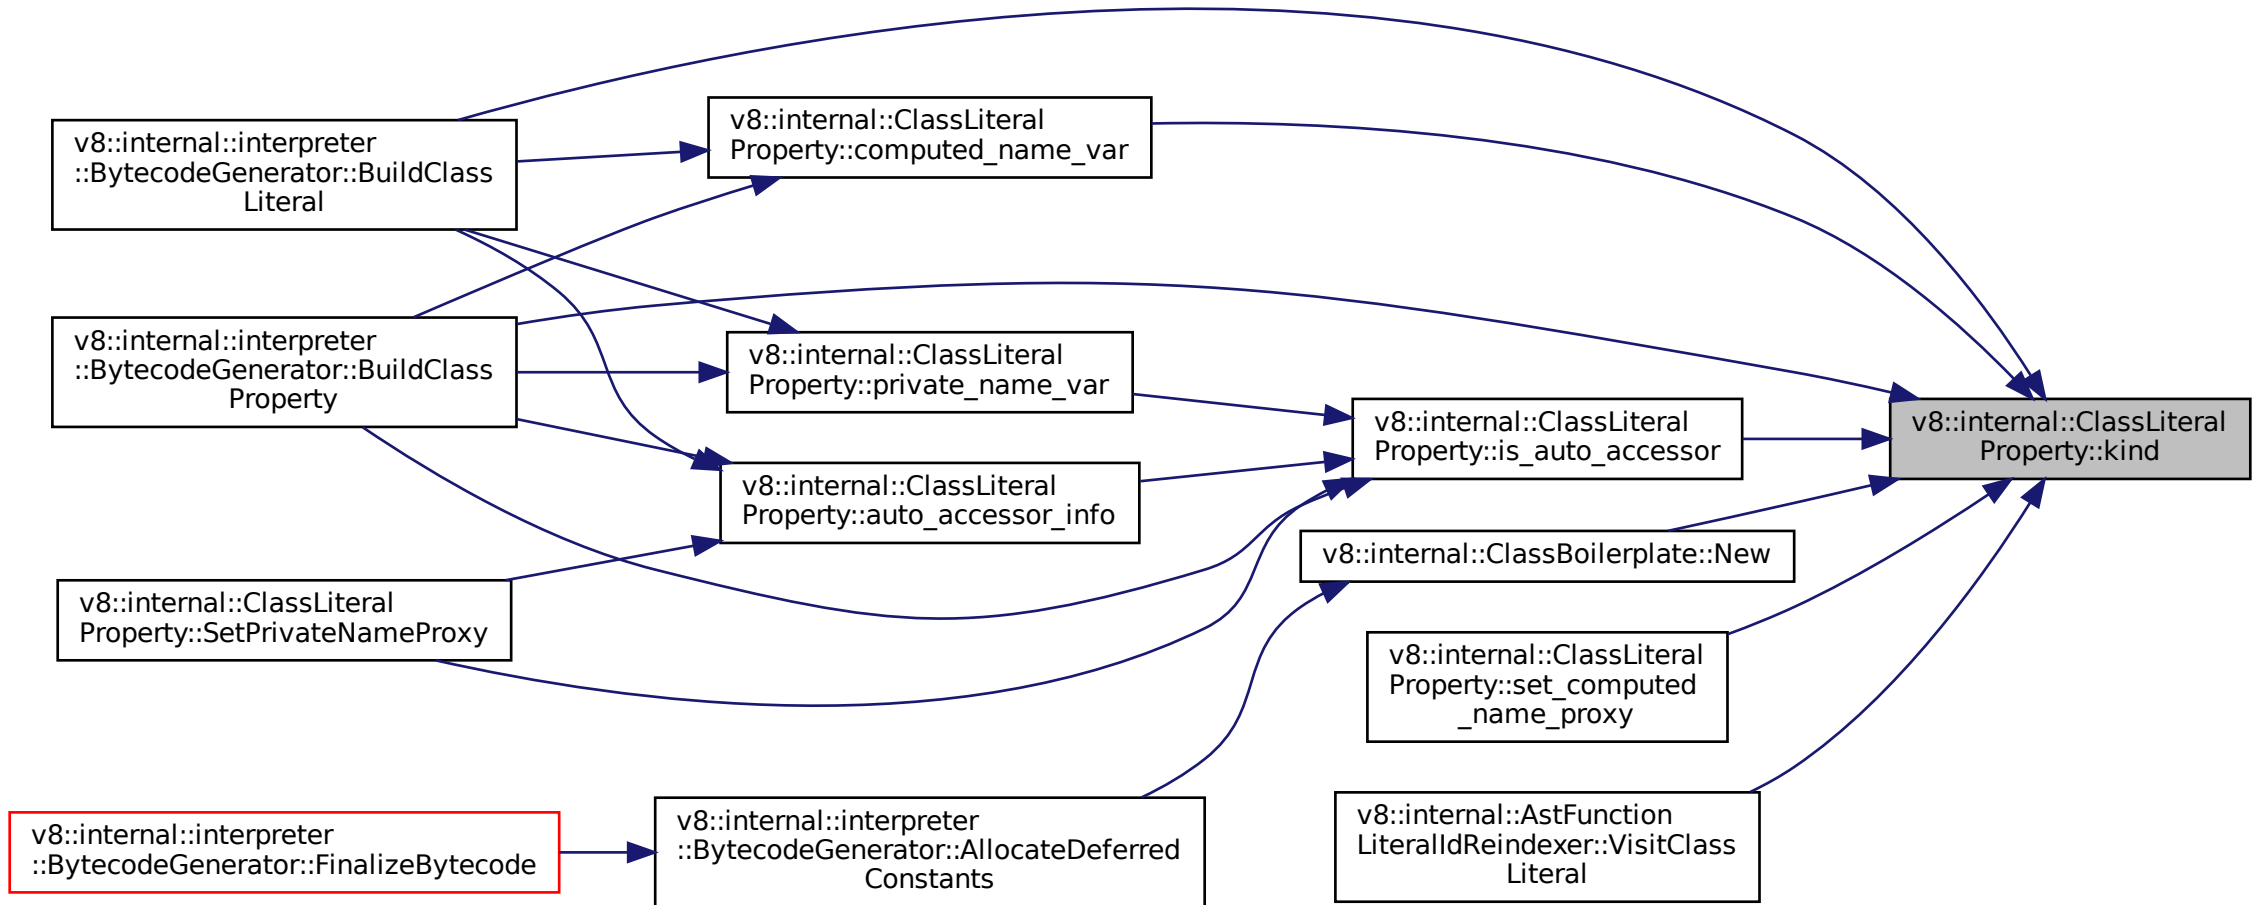 v8::internal::interpreter
::BytecodeGenerator::BuildClass
Literal
v8::internal::ClassLiteral
Property::computed_name_var
v8::internal::interpreter
::BytecodeGenerator::BuildClass
Property
v8::internal::ClassLiteral
Property::private_name_var
v8::internal::ClassLiteral
Property::is_auto_accessor
v8::internal::ClassLiteral
Property::kind
v8::internal::ClassLiteral
Property::auto_accessor_info
v8::internal::ClassBoilerplate::New
v8::internal::ClassLiteral
Property::SetPrivateNameProxy
v8::internal::ClassLiteral
Property::set_computed
_name_proxy
v8::internal::interpreter
::BytecodeGenerator::FinalizeBytecode
v8::internal::interpreter
::BytecodeGenerator::AllocateDeferred
Constants
v8::internal::AstFunction
LiteralIdReindexer::VisitClass
Literal